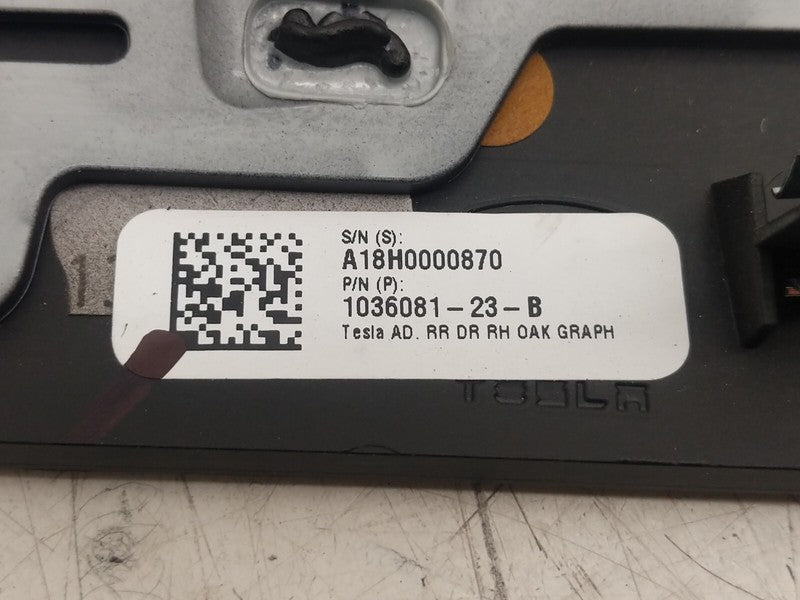 S/N (S):
A18H0000870
P/N (P):
1036081-23-B
Tesla AD. RR DR RH OAK GRAPH
TESLA